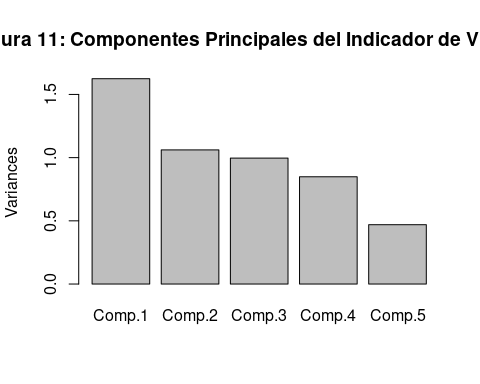 ura 11: Componentes Principales del Indicador de V
Variances
1.5
1.0
0.5
0.0
Comp.1 Comp.2 Comp.3 Comp.4 Comp.5